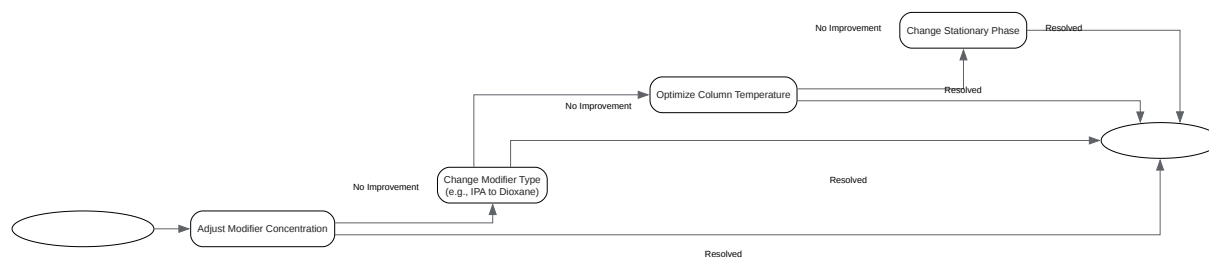 No Improvement
Change Stationary Phase
Resolved
Optimize Column Temperature
Resolved
No Improvement
Change Modifier Type
(e.g., IPA to Dioxane)
Resolved
No Improvement
Adjust Modifier Concentration
Resolved